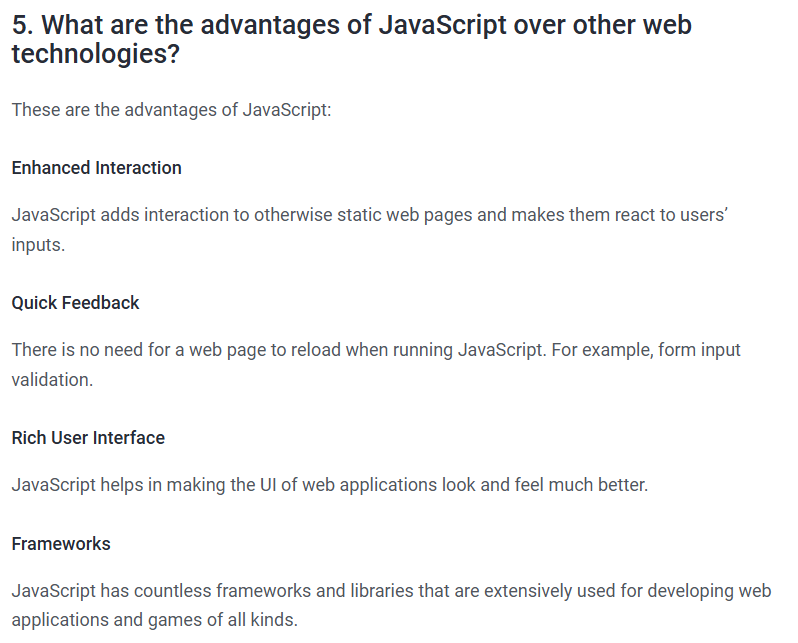 5. What are the advantages of JavaScript over other web
technologies?
These are the advantages of JavaScript:
Enhanced Interaction
JavaScript adds interaction to otherwise static web pages and makes them react to users’
inputs.
Quick Feedback
There is no need for a web page to reload when running JavaScript. For example, form input
validation.
Rich User Interface
JavaScript helps in making the UI of web applications look and feel much better.
Frameworks
JavaScript has countless frameworks and libraries that are extensively used for developing web
applications and games of all kinds.